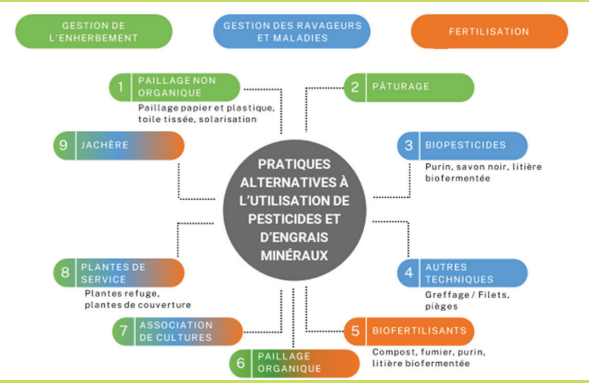 GESTION DE
L'ENHERBEMENT
GESTION DES RAVAGEURS
ET MALADIES
FERTILISATION
1 PAILLAGE NON
ORGANIQUE
Paillage papier et plastique,
toile tissée, solarisation
2 PÂTURAGE
9 JACHÈRE
3 BIOPESTICIDES
Purin, savon noir, litière
biofermentée
PRATIQUES
ALTERNATIVES À
L'UTILISATION DE
PESTICIDES ET
D'ENGRAIS
MINÉRAUX
8 PLANTES DE
SERVICE
Plantes refuge,
plantes de couverture
4 AUTRES
TECHNIQUES
Greffage / Filets,
pièges
7 ASSOCIATION
DE CULTURES
5 BIOFERTILISANTS
Compost, fumier, purin,
litière biofermentée
6 PAILLAGE
ORGANIQUE